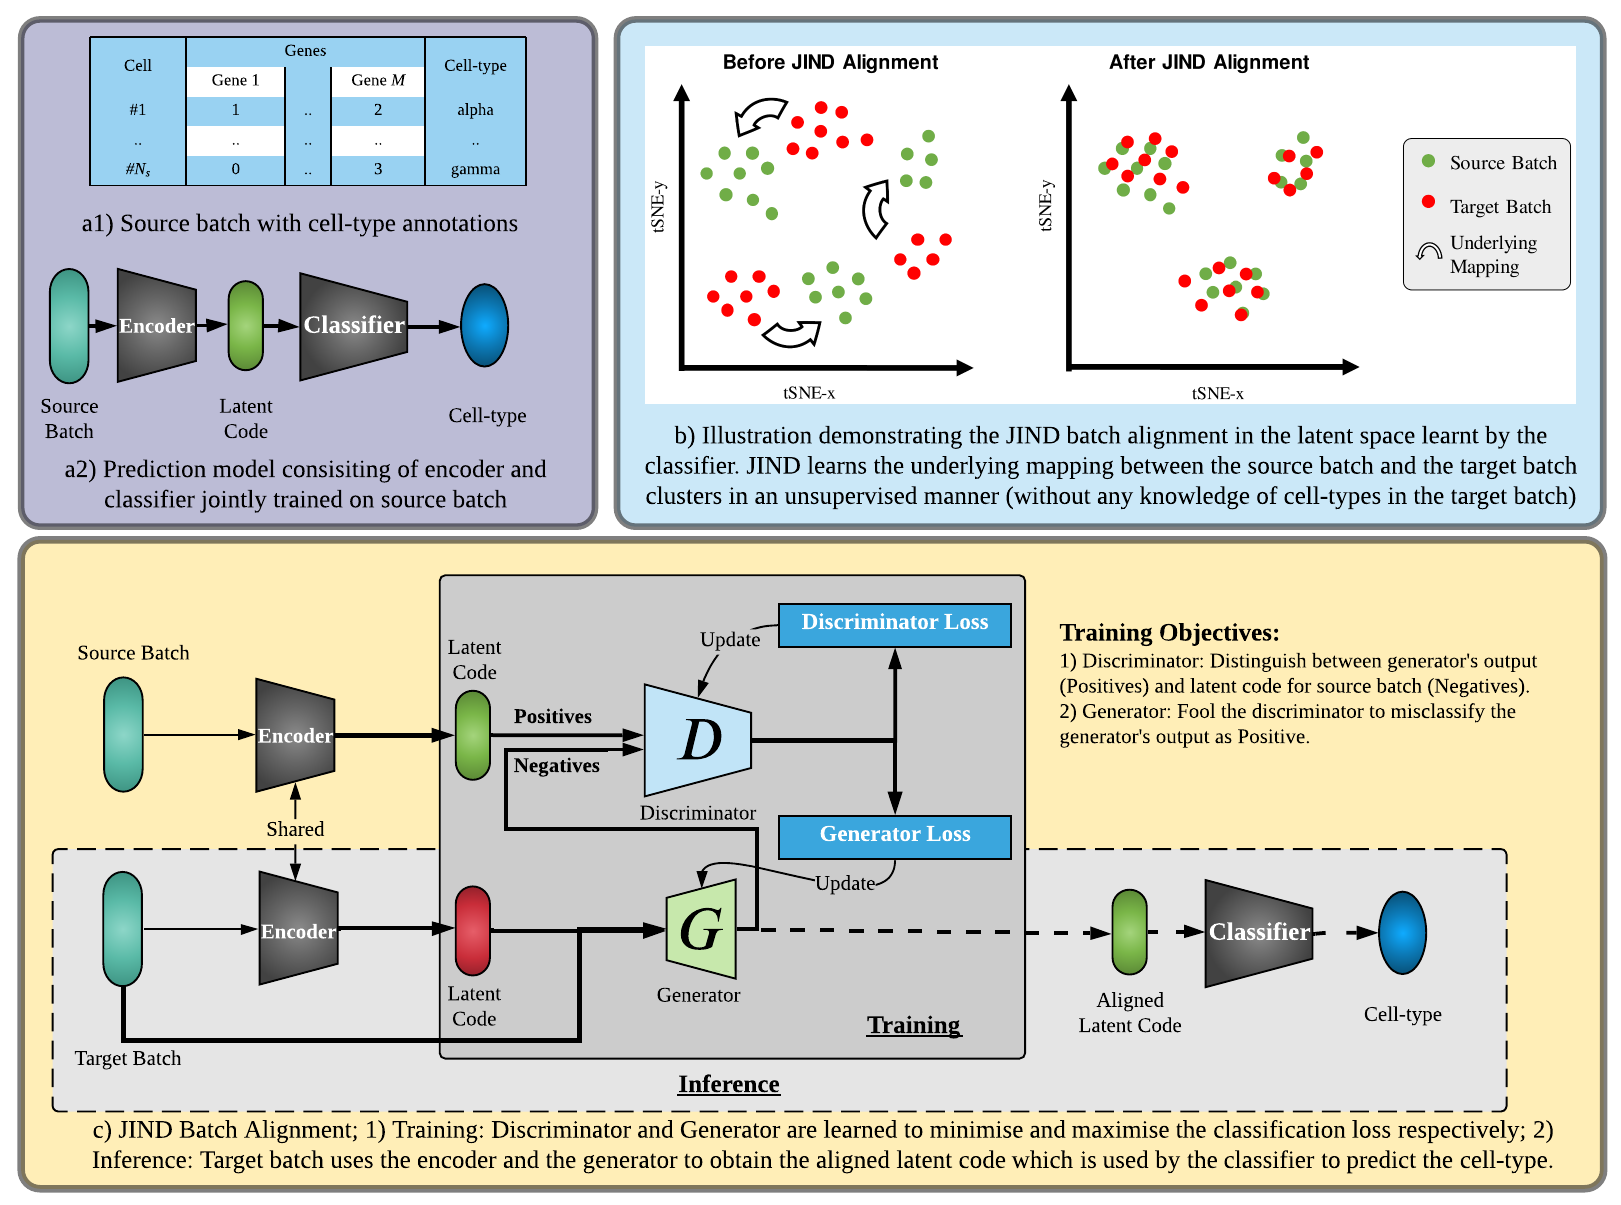 Cell Genes Cell-type
Gene 1 Gene M
#1 1 .. 2 alpha
.. .. .. .. ..
#Ns 0 .. 3 gamma
a1) Source batch with cell-type annotations
Encoder
Classifier
Source
Batch
Latent
Code
Cell-type
a2) Prediction model consisiting of encoder and
classifier jointly trained on source batch
Before JIND Alignment
tSNE-y
tSNE-x
After JIND Alignment
tSNE-y
tSNE-x
Source Batch
Target Batch
Underlying
Mapping
b) Illustration demonstrating the JIND batch alignment in the latent space learnt by the
classifier. JIND learns the underlying mapping between the source batch and the target batch
clusters in an unsupervised manner (without any knowledge of cell-types in the target batch)
Source Batch
Encoder
Shared
Encoder
Target Batch
Latent
Code
Positives
Negatives
D
Discriminator
Update
Discriminator Loss
Generator Loss
Update
G
Generator
Latent
Code
Training
Inference
Training Objectives:
1) Discriminator: Distinguish between generator's output
(Positives) and latent code for source batch (Negatives).
2) Generator: Fool the discriminator to misclassify the
generator's output as Positive.
Aligned
Latent Code
Classifier
Cell-type
c) JIND Batch Alignment; 1) Training: Discriminator and Generator are learned to minimise and maximise the classification loss respectively; 2)
Inference: Target batch uses the encoder and the generator to obtain the aligned latent code which is used by the classifier to predict the cell-type.